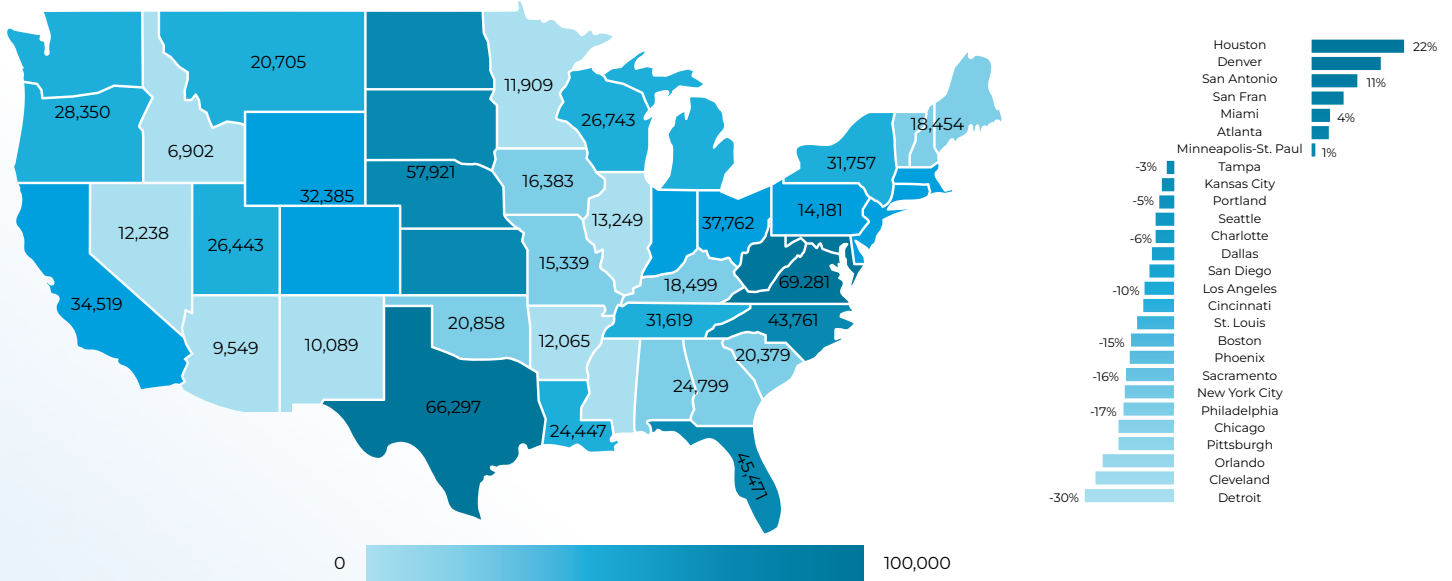 20,705
11,909
28,350
26,743
18,454
6,902
31,757
57,921
16,383
32,385
14,181
13,249
37,762
12,238
26,443
15,339
69.281
18,499
34,519
20,858
31,619
43,761
9,549
10,089
12,065
20,379
24,799
66,297
24,447
45,471
0
100,000
Houston 22%
Denver
San Antonio 11%
San Fran
Miami 4%
Atlanta
Minneapolis-St. Paul 1%
-3% Tampa
Kansas City
-5% Portland
Seattle
-6% Charlotte
Dallas
San Diego
-10% Los Angeles
Cincinnati
St. Louis
-15% Boston
Phoenix
-16% Sacramento
New York City
-17% Philadelphia
Chicago
Pittsburgh
Orlando
Cleveland
-30% Detroit